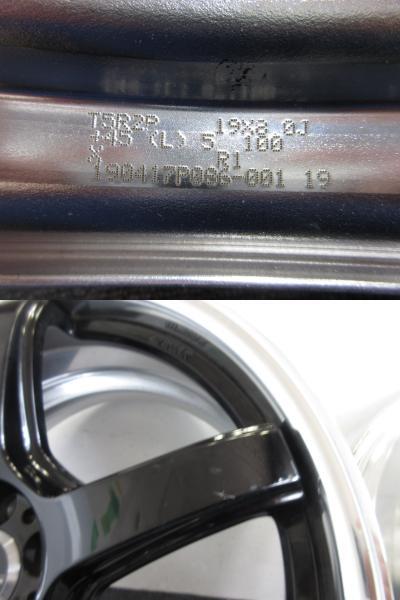 T5R2P 19X8.0J
+45 (L) 5 100
R1
190417P086-001 19